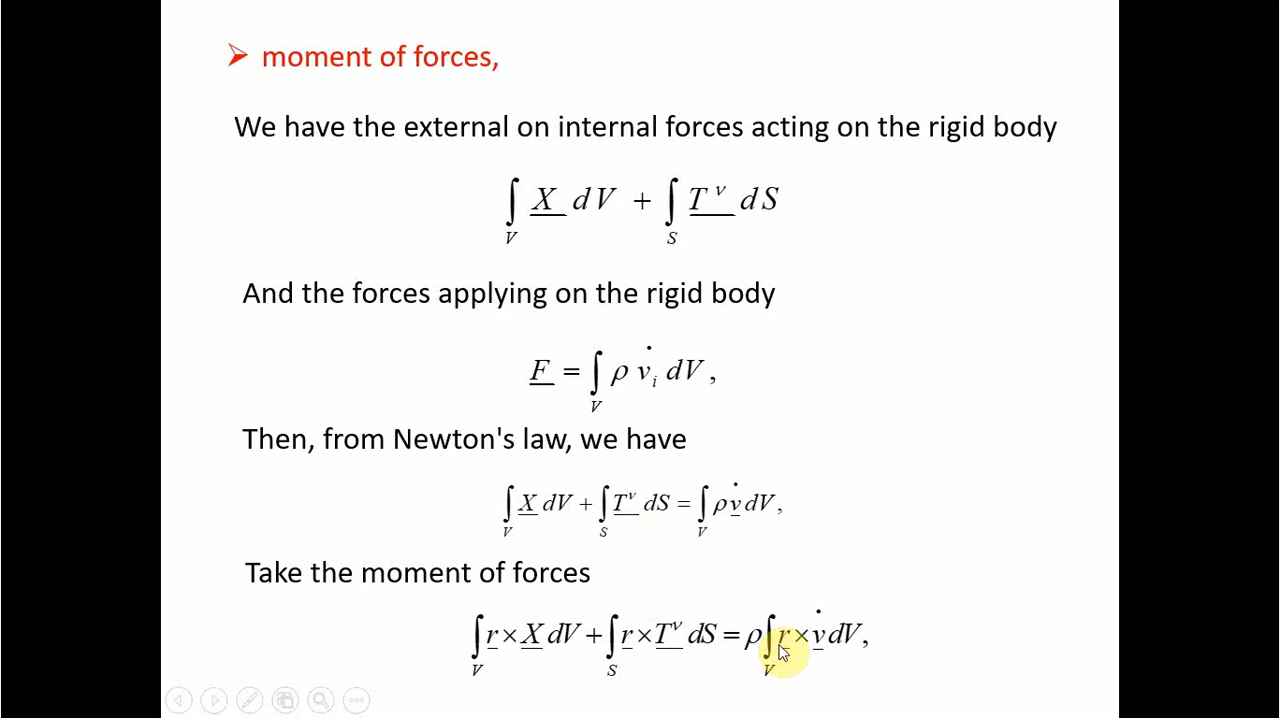 ➢ moment of forces,
We have the external on internal forces acting on the rigid body
∫_V X dV + ∫_S T^ν dS
And the forces applying on the rigid body
F = ∫_V ρ v̇_i dV ,
Then, from Newton's law, we have
∫_V X dV + ∫_S T^ν dS = ∫_V ρ v̇ dV ,
Take the moment of forces
∫_V r × X dV + ∫_S r × T^ν dS = ρ ∫_V r × v̇ dV ,